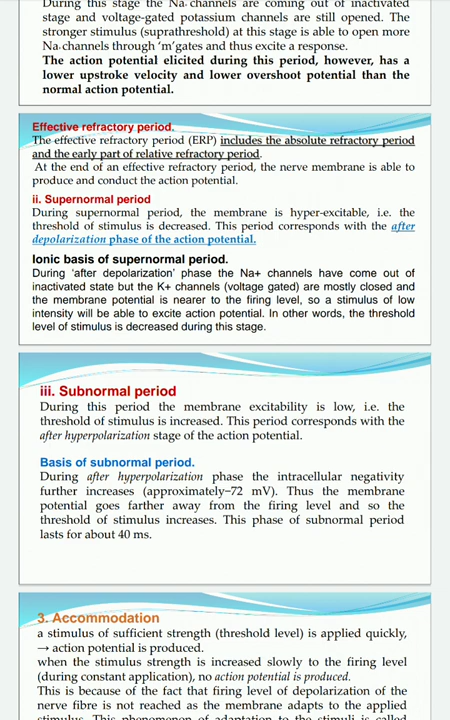 During this stage the Na+ channels are coming out of inactivated
stage and voltage-gated potassium channels are still opened. The
stronger stimulus (suprathreshold) at this stage is able to open more
Na+ channels through ‘m’gates and thus excite a response.
The action potential elicited during this period, however, has a
lower upstroke velocity and lower overshoot potential than the
normal action potential.
Effective refractory period.
The effective refractory period (ERP) includes the absolute refractory period
and the early part of relative refractory period.
At the end of an effective refractory period, the nerve membrane is able to
produce and conduct the action potential.
ii. Supernormal period
During supernormal period, the membrane is hyper-excitable, i.e. the
threshold of stimulus is decreased. This period corresponds with the after
depolarization phase of the action potential.
Ionic basis of supernormal period.
During ‘after depolarization’ phase the Na+ channels have come out of
inactivated state but the K+ channels (voltage gated) are mostly closed and
the membrane potential is nearer to the firing level, so a stimulus of low
intensity will be able to excite action potential. In other words, the threshold
level of stimulus is decreased during this stage.
iii. Subnormal period
During this period the membrane excitability is low, i.e. the
threshold of stimulus is increased. This period corresponds with the
after hyperpolarization stage of the action potential.
Basis of subnormal period.
During after hyperpolarization phase the intracellular negativity
further increases (approximately−72 mV). Thus the membrane
potential goes farther away from the firing level and so the
threshold of stimulus increases. This phase of subnormal period
lasts for about 40 ms.
3. Accommodation
a stimulus of sufficient strength (threshold level) is applied quickly,
→ action potential is produced.
when the stimulus strength is increased slowly to the firing level
(during constant application), no action potential is produced.
This is because of the fact that firing level of depolarization of the
nerve fibre is not reached as the membrane adapts to the applied
stimulus. This phenomenon of adaptation to the stimuli is called